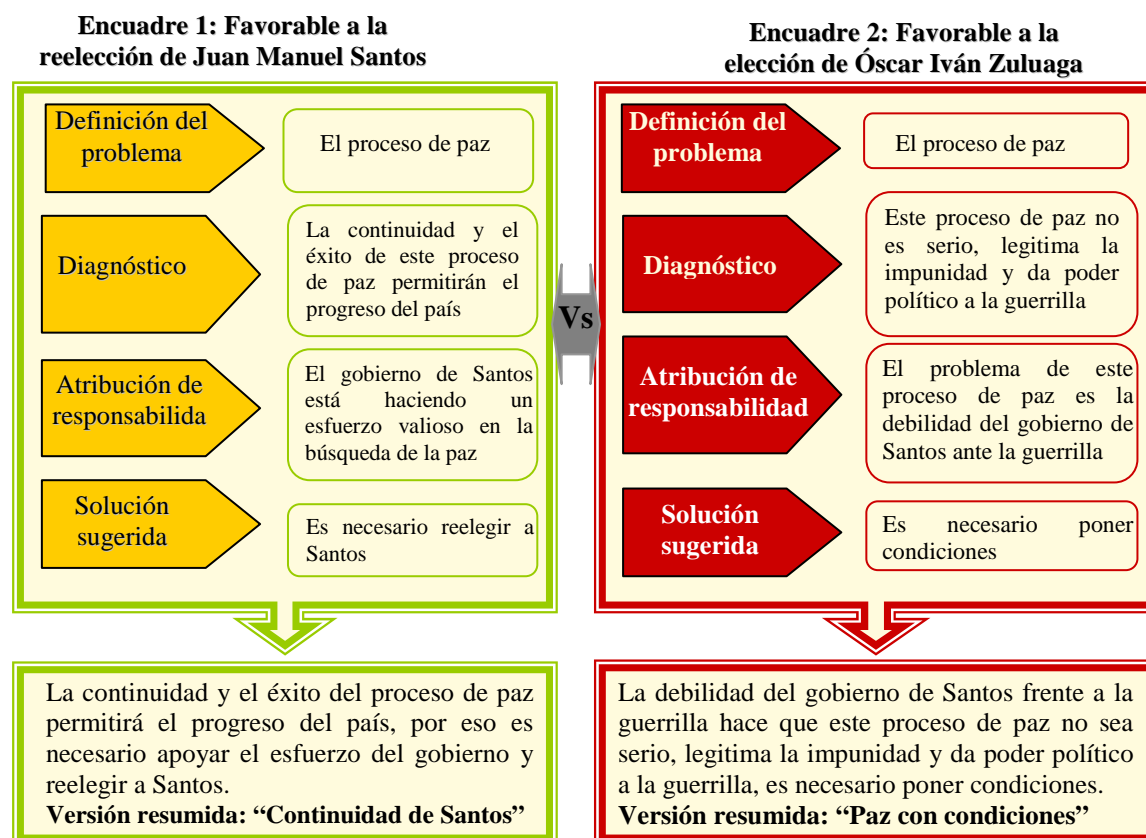 Encuadre 1: Favorable a la
reelección de Juan Manuel Santos
Definición del
problema
El proceso de paz
Diagnóstico
La continuidad y el
éxito de este proceso
de paz permitirán el
progreso del país
Atribución de
responsabilida
El gobierno de Santos
está haciendo un
esfuerzo valioso en la
búsqueda de la paz
Solución
sugerida
Es necesario reelegir a
Santos
La continuidad y el éxito del proceso de paz
permitirá el progreso del país, por eso es
necesario apoyar el esfuerzo del gobierno y
reelegir a Santos.
Versión resumida: “Continuidad de Santos”
Vs
Encuadre 2: Favorable a la
elección de Óscar Iván Zuluaga
Definición del
problema
El proceso de paz
Diagnóstico
Este proceso de paz no
es serio, legitima la
impunidad y da poder
político a la guerrilla
Atribución de
responsabilidad
El problema de este
proceso de paz es la
debilidad del gobierno de
Santos ante la guerrilla
Solución
sugerida
Es necesario poner
condiciones
La debilidad del gobierno de Santos frente a la
guerrilla hace que este proceso de paz no sea
serio, legitima la impunidad y da poder político
a la guerrilla, es necesario poner condiciones.
Versión resumida: “Paz con condiciones”